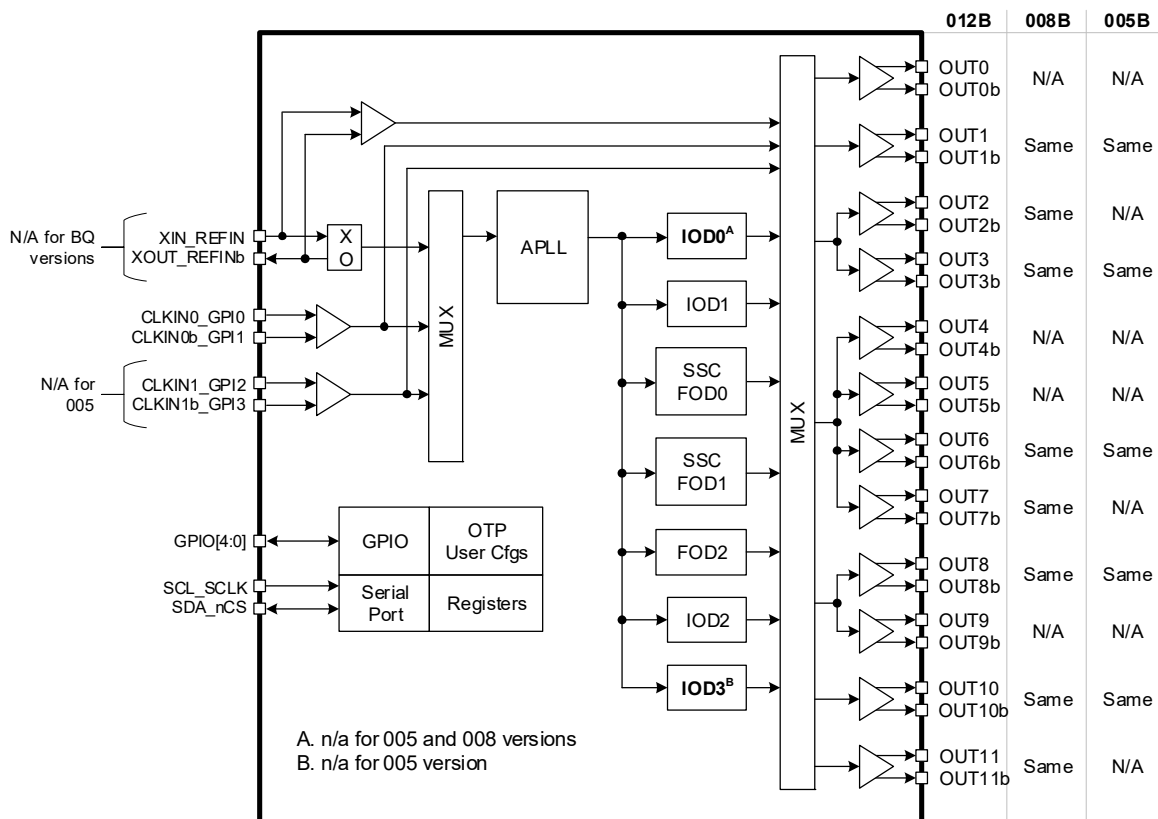 012B 008B 005B
OUT0
OUT0b
N/A N/A
OUT1
OUT1b
Same Same
OUT2
OUT2b
Same N/A
OUT3
OUT3b
Same Same
OUT4
OUT4b
N/A N/A
OUT5
OUT5b
N/A N/A
OUT6
OUT6b
Same Same
OUT7
OUT7b
Same N/A
OUT8
OUT8b
Same Same
OUT9
OUT9b
N/A N/A
OUT10
OUT10b
Same Same
OUT11
OUT11b
Same N/A
N/A for BQ
versions
XIN_REFIN
XOUT_REFINb
X
O
CLKIN0_GPI0
CLKIN0b_GPI1
N/A for
005
CLKIN1_GPI2
CLKIN1b_GPI3
MUX
APLL
IOD0A
IOD1
SSC
FOD0
SSC
FOD1
FOD2
IOD2
IOD3B
MUX
GPIO[4:0]
SCL_SCLK
SDA_nCS
GPIO
OTP
User Cfgs
Serial
Port
Registers
A. n/a for 005 and 008 versions
B. n/a for 005 version